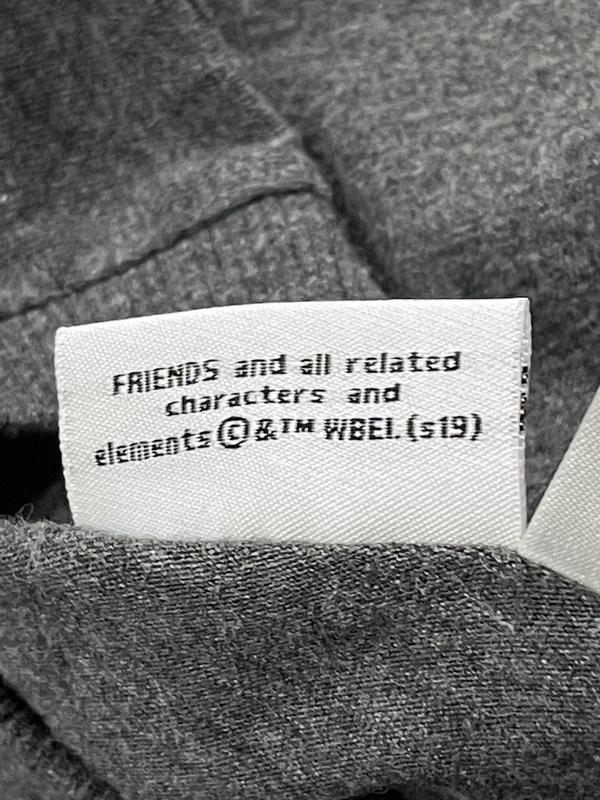 FRIENDS and all related
characters and
elements©&™ WBEI. (s19)